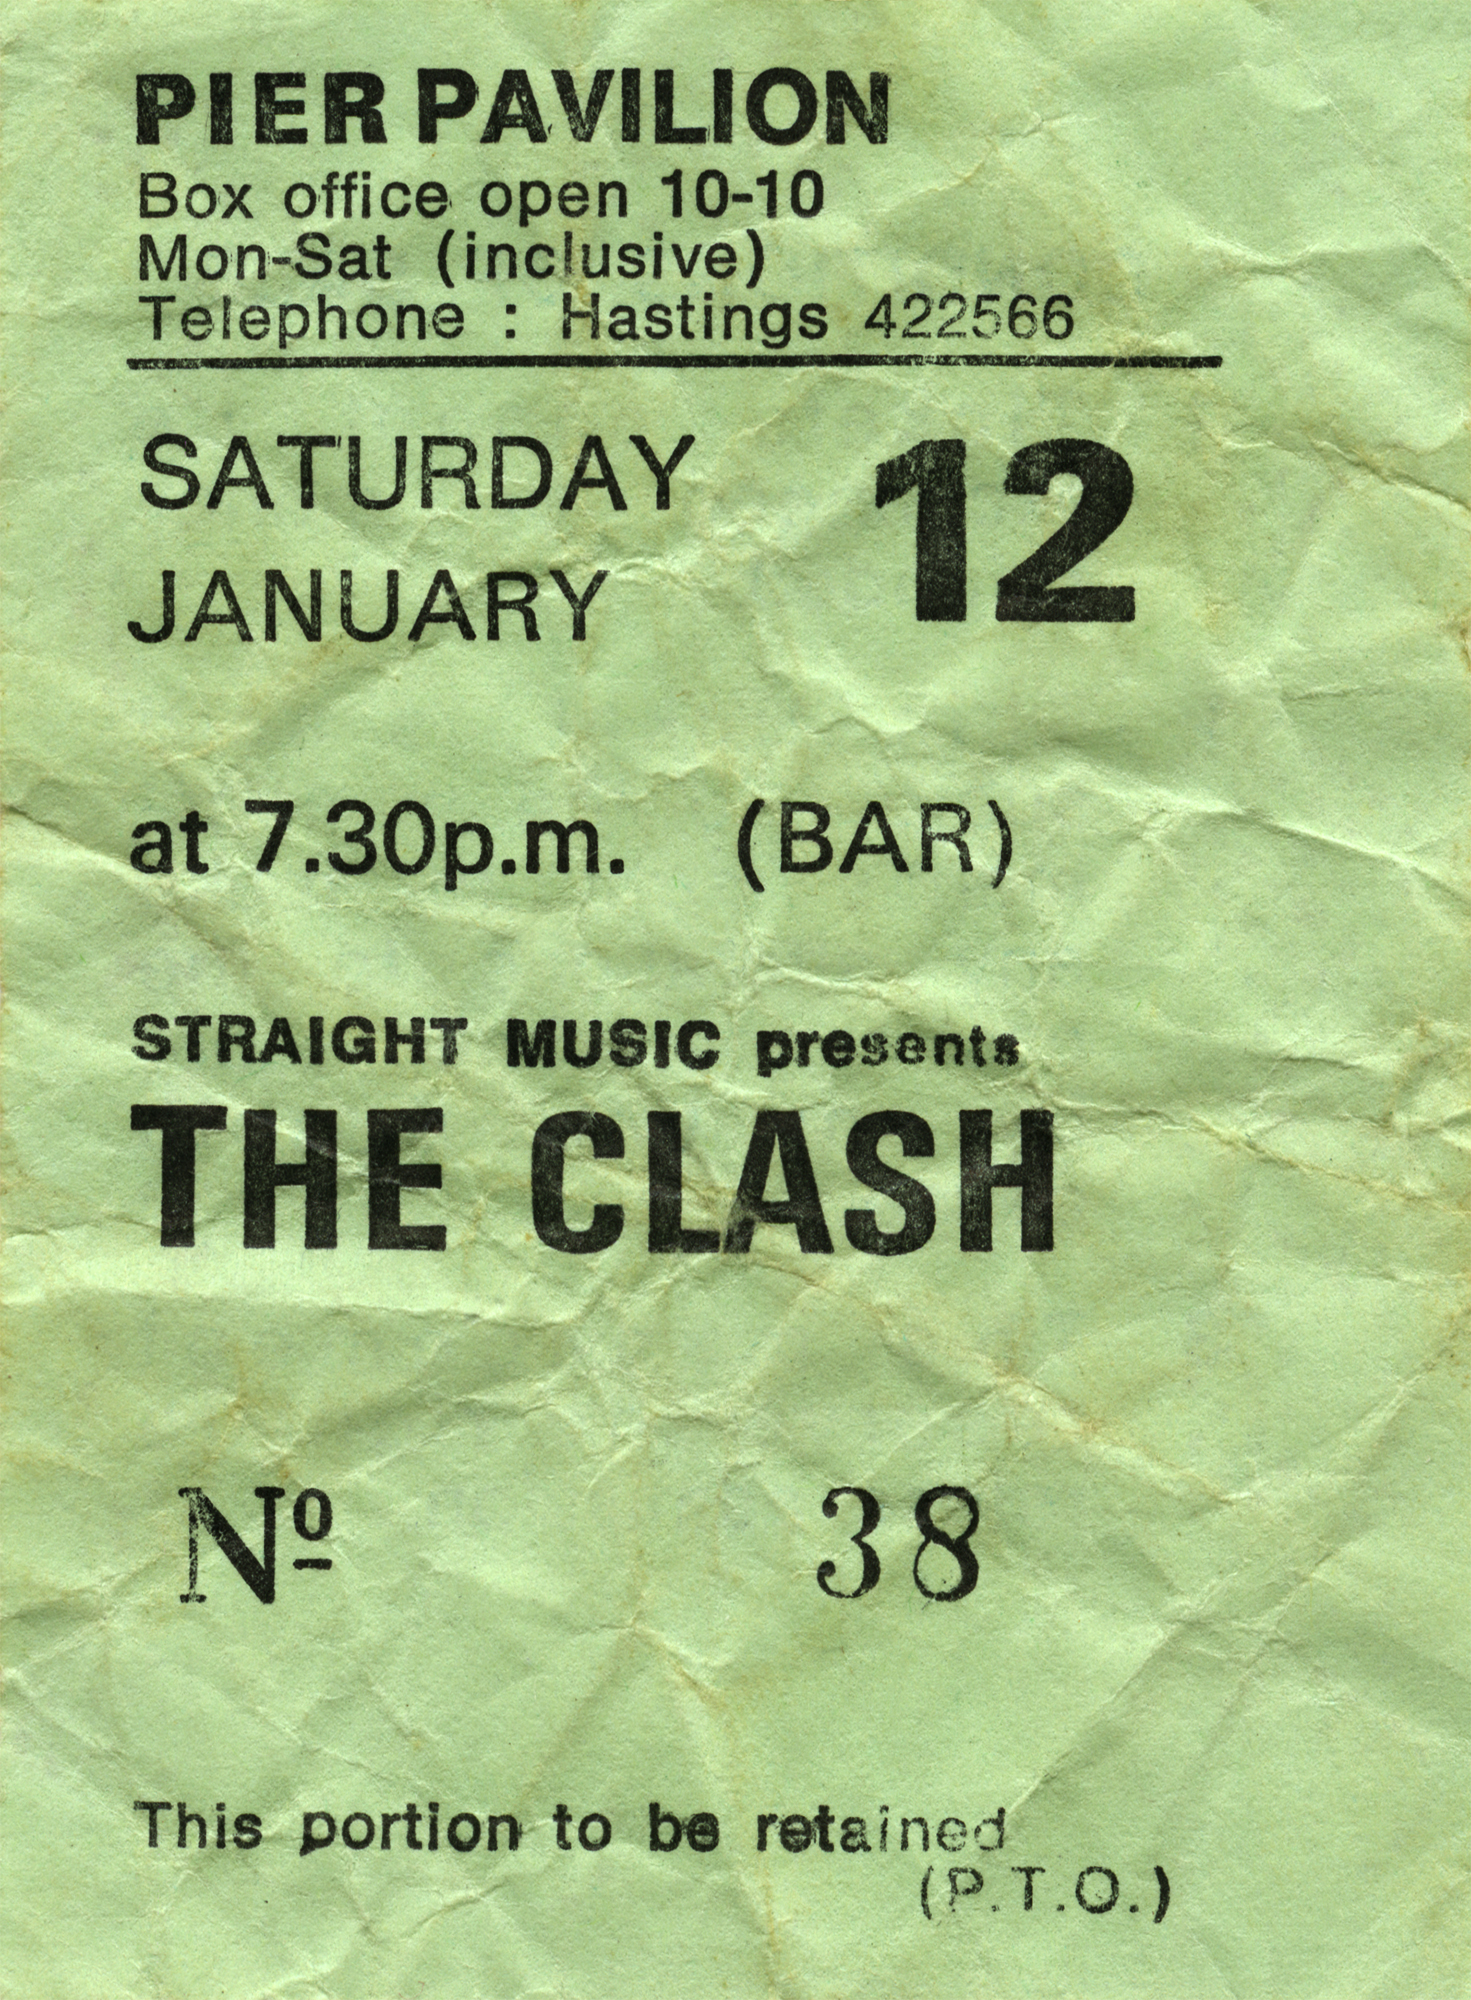 PIER PAVILION
Box office open 10-10
Mon-Sat (inclusive)
Telephone : Hastings 422566
SATURDAY 12
JANUARY
at 7.30p.m. (BAR)
STRAIGHT MUSIC presents
THE CLASH
Nº 38
This portion to be retained
(P.T.O.)